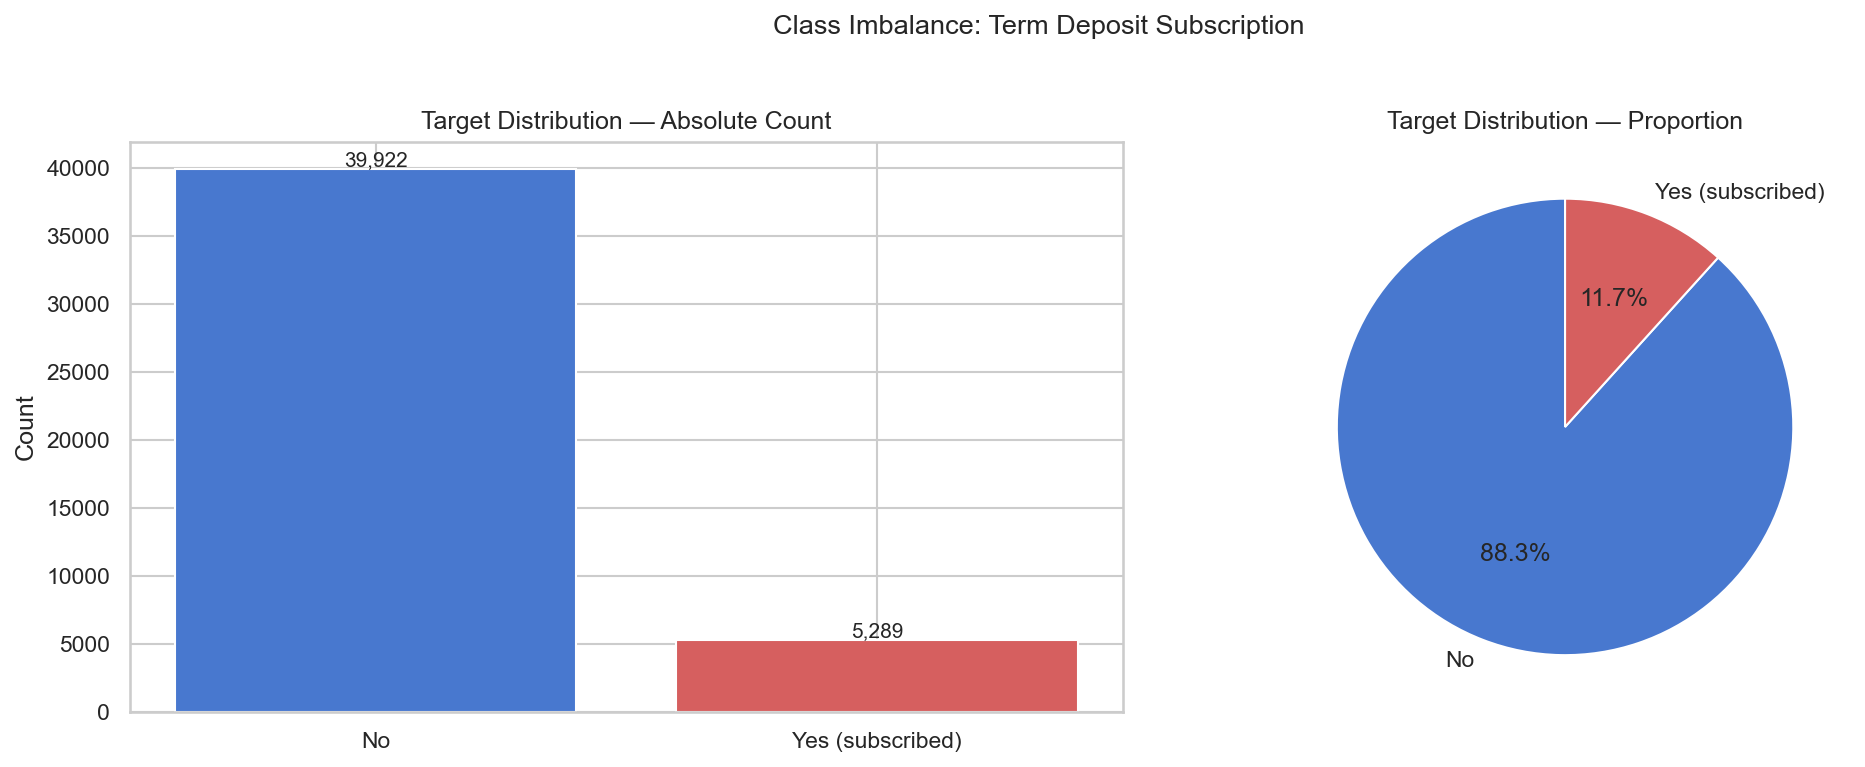 Class Imbalance: Term Deposit Subscription
Target Distribution — Absolute Count
39,922
5,289
40000
35000
30000
25000
20000
15000
10000
5000
0
Count
No
Yes (subscribed)
Target Distribution — Proportion
Yes (subscribed)
11.7%
88.3%
No